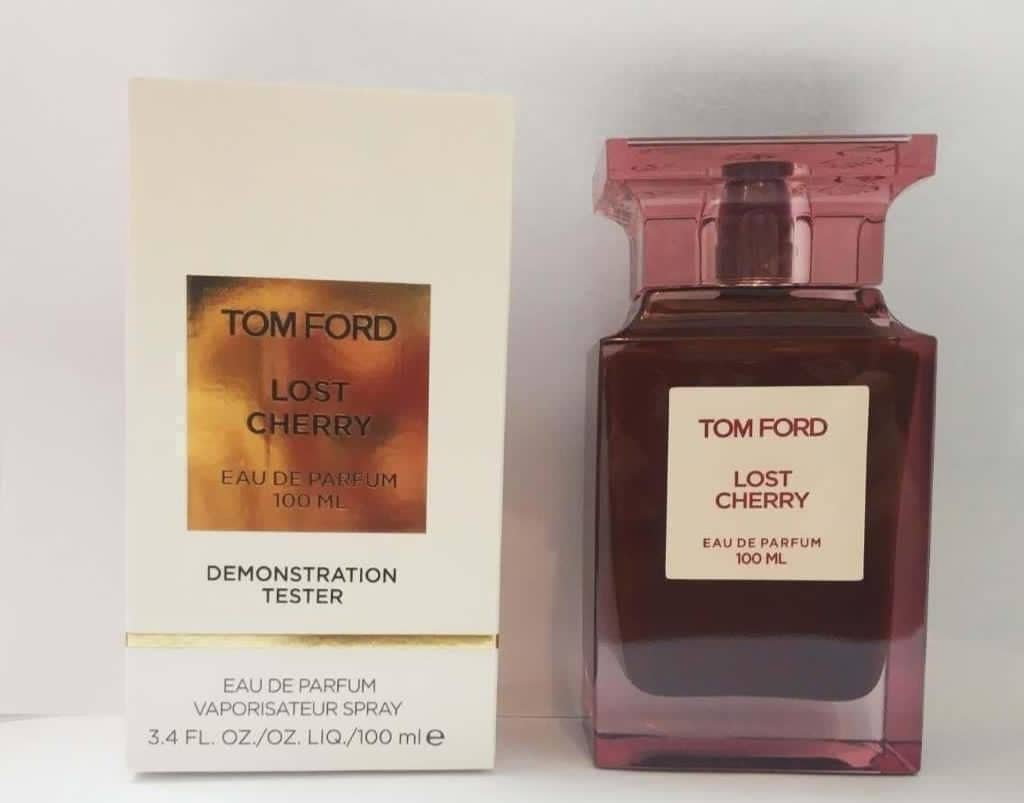 TOM FORD
LOST
CHERRY
EAU DE PARFUM
100 ML
DEMONSTRATION
TESTER
EAU DE PARFUM
VAPORISATEUR SPRAY
3.4 FL. OZ./OZ. LIQ./100 ml ℮
TOM FORD
LOST
CHERRY
EAU DE PARFUM
100 ML